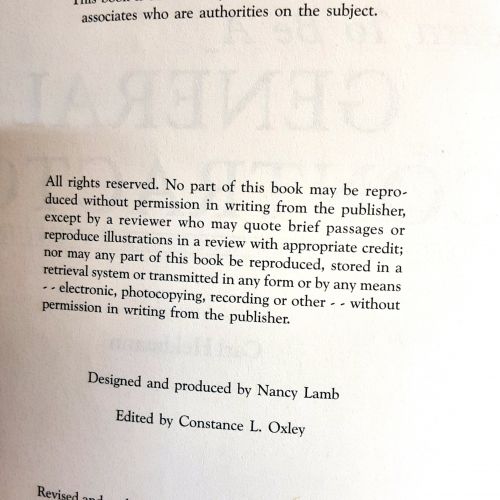 This book
associates who are authorities on the subject.
All rights reserved. No part of this book may be repro-
duced without permission in writing from the publisher,
except by a reviewer who may quote brief passages or
reproduce illustrations in a review with appropriate credit;
nor may any part of this book be reproduced, stored in a
retrieval system or transmitted in any form or by any means
- - electronic, photocopying, recording or other - - without
permission in writing from the publisher.
Designed and produced by Nancy Lamb
Edited by Constance L. Oxley
Revised and